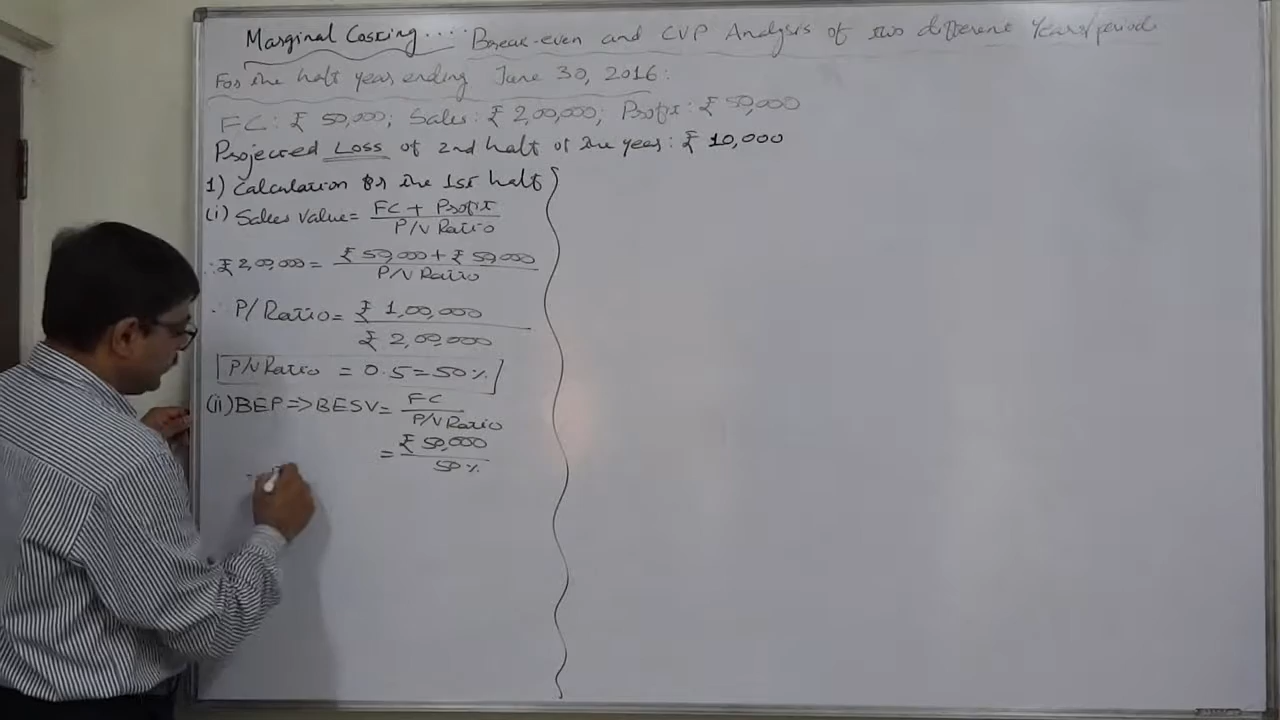 Marginal Costing.... Break-even and CVP Analysis of two different Years/period
For the half year ending June 30, 2016:
FC: ₹ 50,000; Sales: ₹ 2,00,000; Profit: ₹ 50,000
Projected Loss of 2nd half of the year: ₹ 10,000
1) Calculation for the 1st half
(i) Sales Value = FC + Profit
P/V Ratio
∴ ₹ 2,00,000 = ₹ 50,000 + ₹ 50,000
P/V Ratio
∴ P/ Ratio = ₹ 1,00,000
₹ 2,00,000
P/V Ratio = 0.5 = 50%
(ii) BEP => BESV = FC
P/V Ratio
= ₹ 50,000
50%